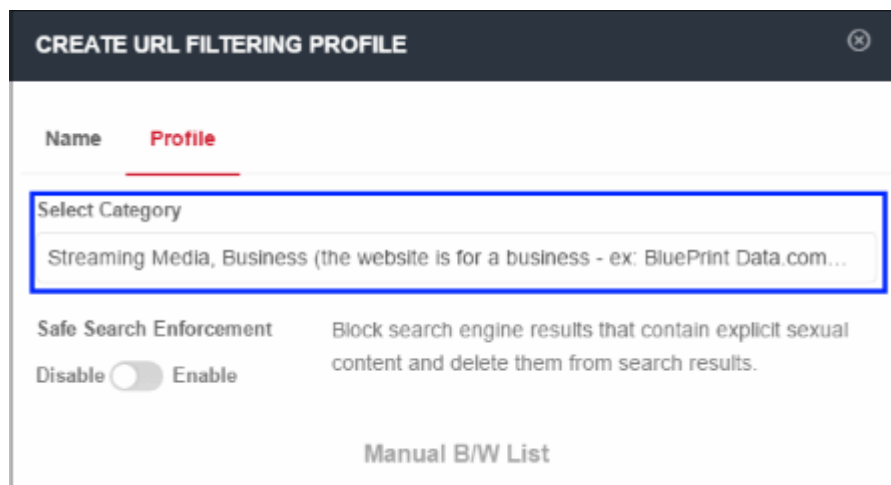 CREATE URL FILTERING PROFILE
Name Profile
Select Category
Streaming Media, Business (the website is for a business - ex: BluePrint Data.com...
Safe Search Enforcement
Disable Enable
Block search engine results that contain explicit sexual
content and delete them from search results.
Manual B/W List